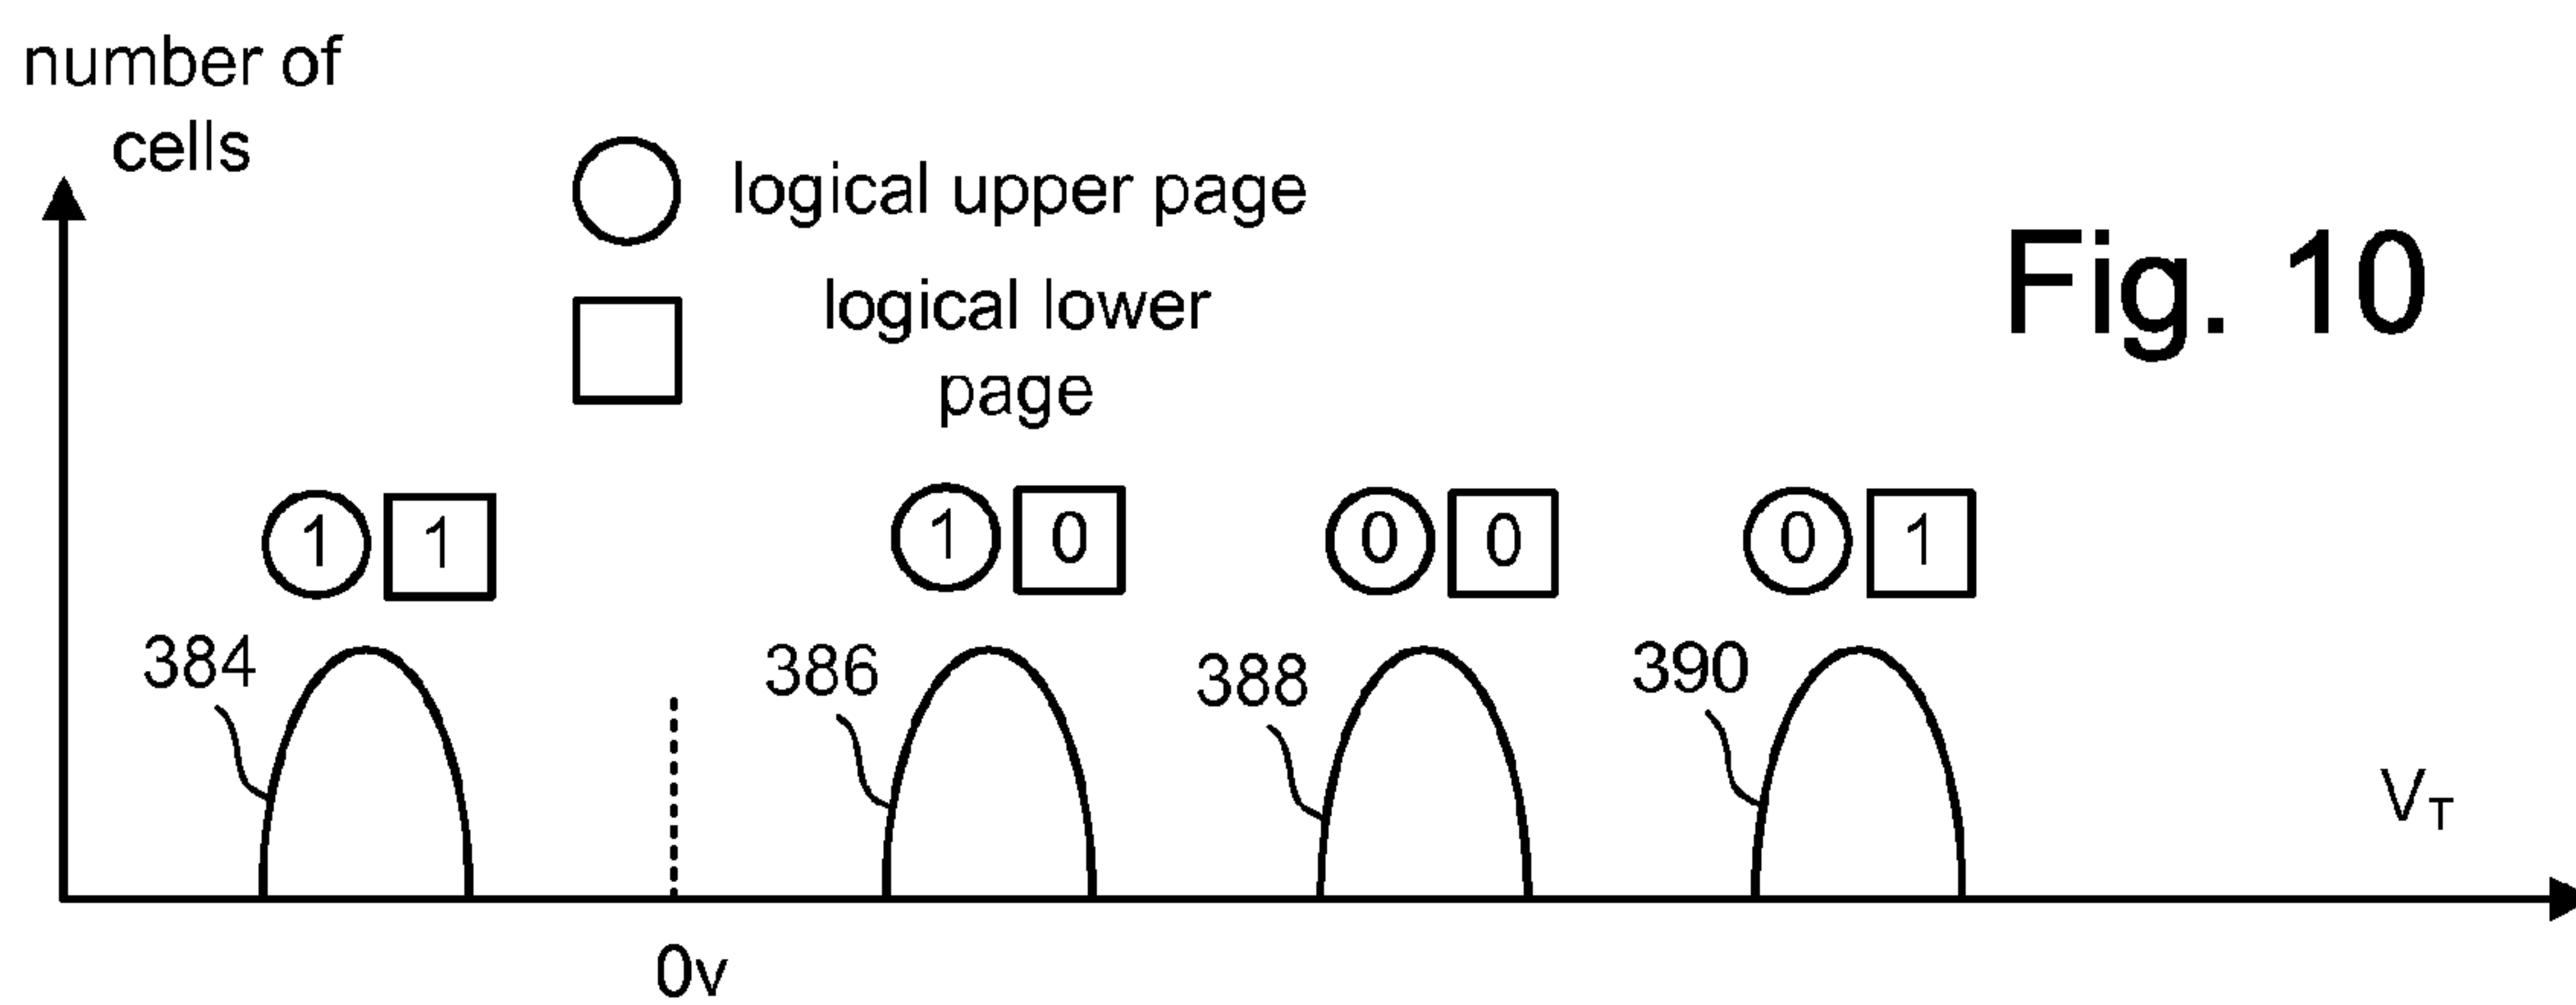 number of
cells
logical upper page
logical lower
page
Fig. 10
1 1
1 0
0 0
0 1
384
386
388
390
V_T
0v